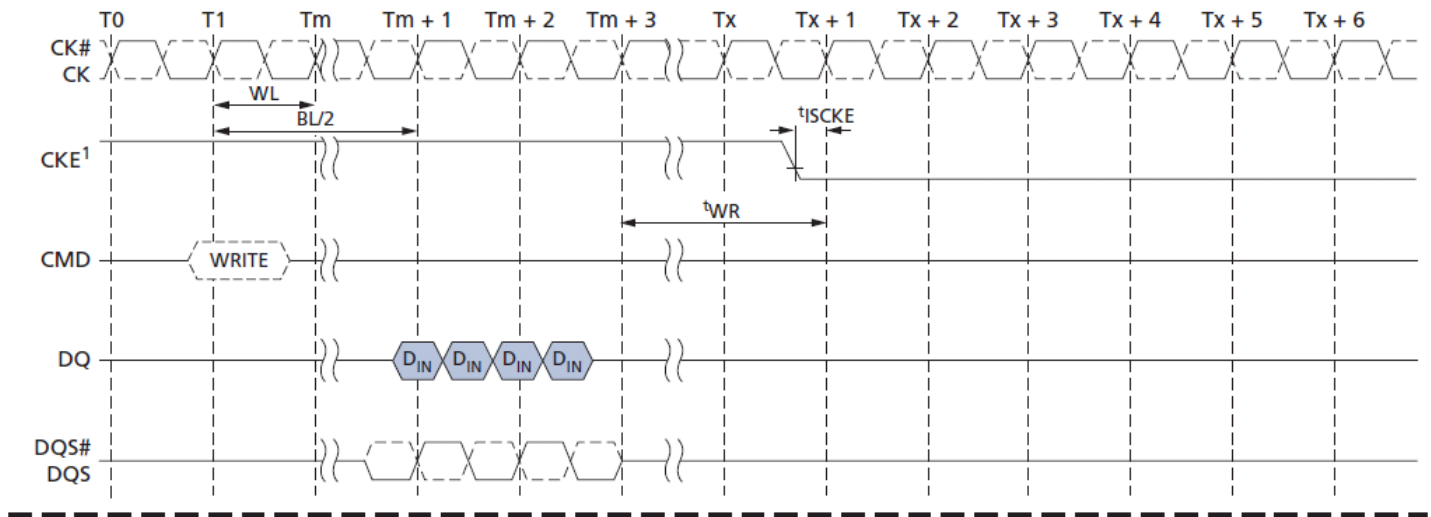 T0 T1 Tm Tm + 1 Tm + 2 Tm + 3 Tx Tx + 1 Tx + 2 Tx + 3 Tx + 4 Tx + 5 Tx + 6
CK#
CK
WL
BL/2
tISCKE
CKE1
tWR
CMD WRITE
DQ DIN DIN DIN DIN
DQS#
DQS